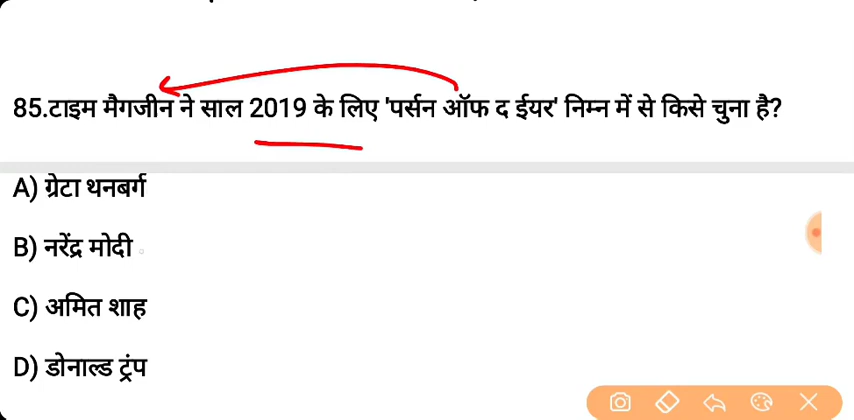 85.टाइम मैगजीन ने साल 2019 के लिए 'पर्सन ऑफ द ईयर' निम्न में से किसे चुना है?
A) ग्रेटा थनबर्ग
B) नरेंद्र मोदी
C) अमित शाह
D) डोनाल्ड ट्रंप